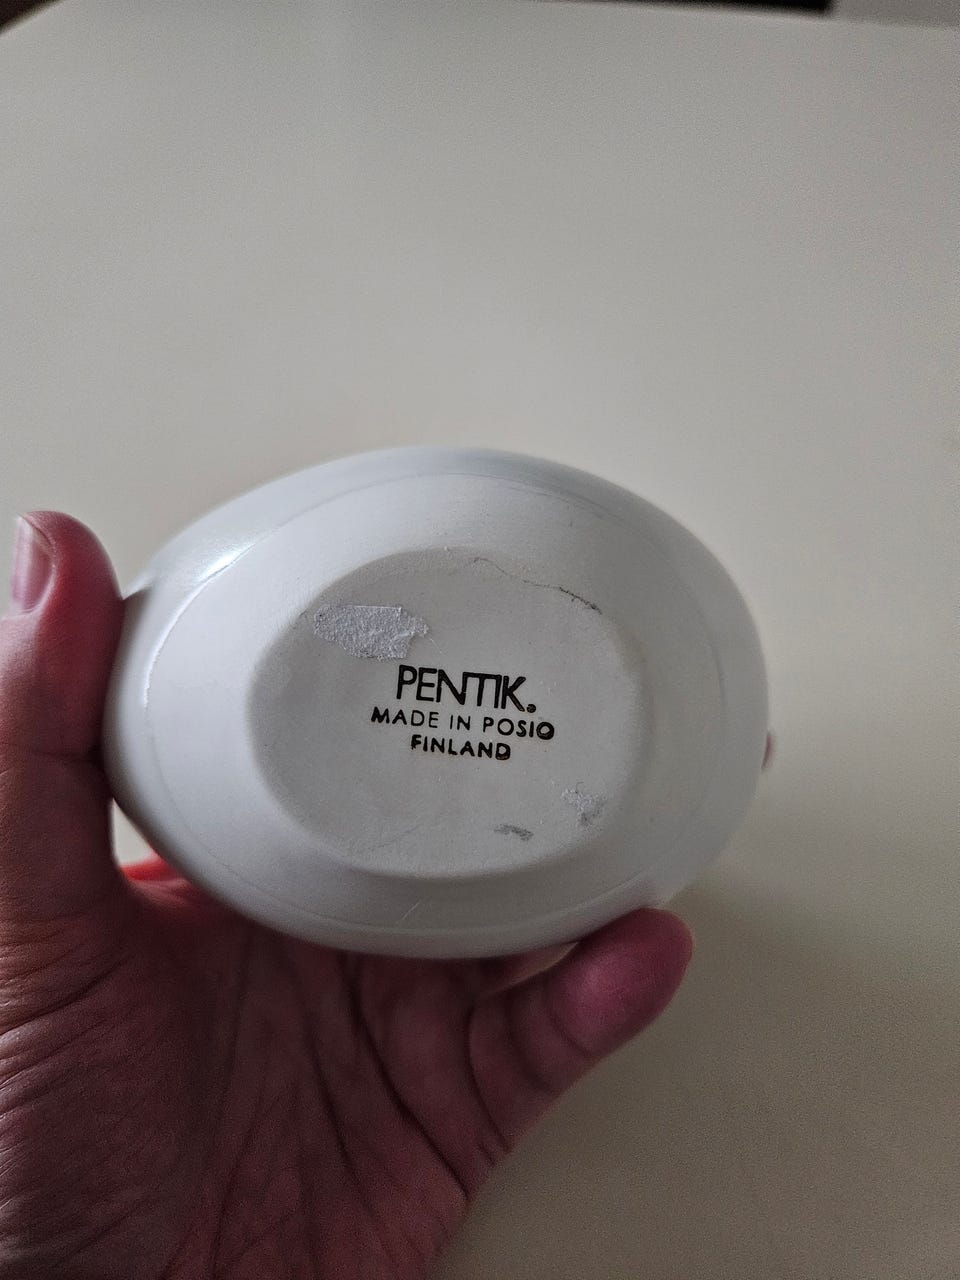 PENTIK.
MADE IN POSIO
FINLAND